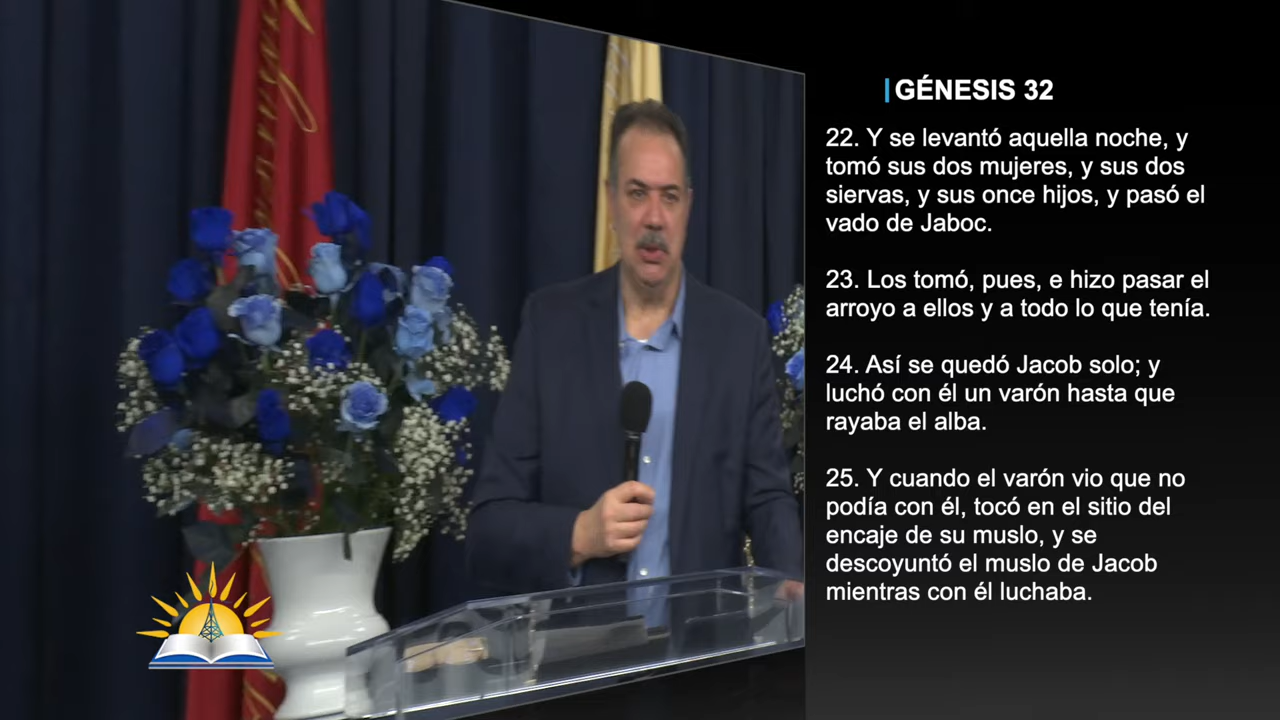 GÉNESIS 32
22. Y se levantó aquella noche, y
tomó sus dos mujeres, y sus dos
siervas, y sus once hijos, y pasó el
vado de Jaboc.
23. Los tomó, pues, e hizo pasar el
arroyo a ellos y a todo lo que tenía.
24. Así se quedó Jacob solo; y
luchó con él un varón hasta que
rayaba el alba.
25. Y cuando el varón vio que no
podía con él, tocó en el sitio del
encaje de su muslo, y se
descoyuntó el muslo de Jacob
mientras con él luchaba.